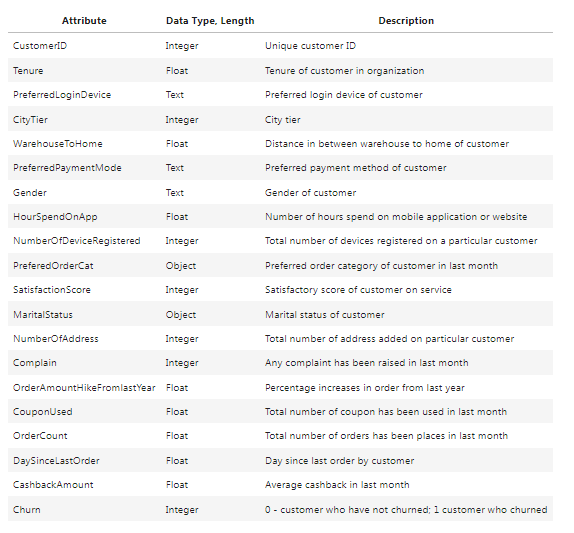 Attribute Data Type, Length Description
CustomerID Integer Unique customer ID
Tenure Float Tenure of customer in organization
PreferredLoginDevice Text Preferred login device of customer
CityTier Integer City tier
WarehouseToHome Float Distance in between warehouse to home of customer
PreferredPaymentMode Text Preferred payment method of customer
Gender Text Gender of customer
HourSpendOnApp Float Number of hours spend on mobile application or website
NumberOfDeviceRegistered Integer Total number of devices registered on a particular customer
PreferedOrderCat Object Preferred order category of customer in last month
SatisfactionScore Integer Satisfactory score of customer on service
MaritalStatus Object Marital status of customer
NumberOfAddress Integer Total number of address added on particular customer
Complain Integer Any complaint has been raised in last month
OrderAmountHikeFromlastYear Float Percentage increases in order from last year
CouponUsed Float Total number of coupon has been used in last month
OrderCount Float Total number of orders has been places in last month
DaySinceLastOrder Float Day since last order by customer
CashbackAmount Float Average cashback in last month
Churn Integer 0 - customer who have not churned; 1 customer who churned